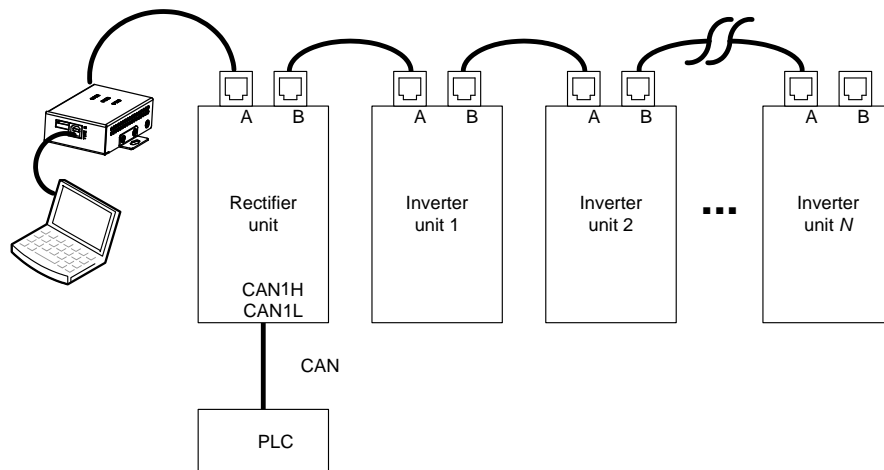 A B A B A B A B
Rectifier
unit
Inverter
unit 1
Inverter
unit 2
...
Inverter
unit N
CAN1H
CAN1L
CAN
PLC